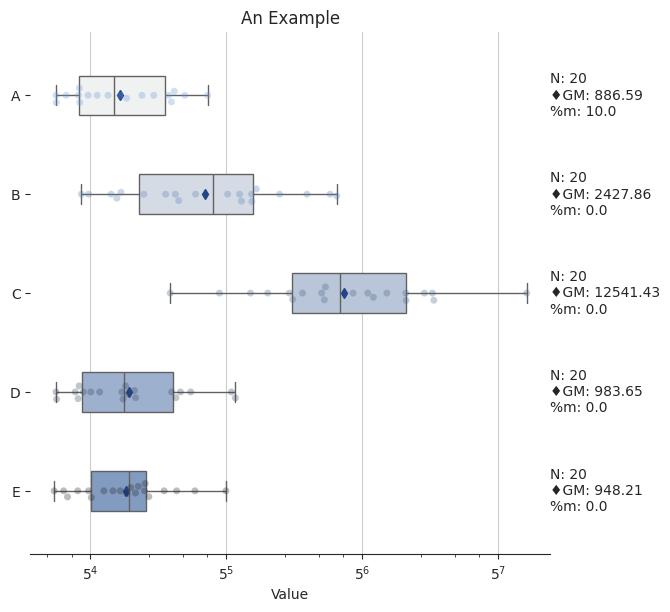 An Example
A
N: 20
♦GM: 886.59
%m: 10.0
B
N: 20
♦GM: 2427.86
%m: 0.0
C
N: 20
♦GM: 12541.43
%m: 0.0
D
N: 20
♦GM: 983.65
%m: 0.0
E
N: 20
♦GM: 948.21
%m: 0.0
5⁴ 5⁵ 5⁶ 5⁷
Value